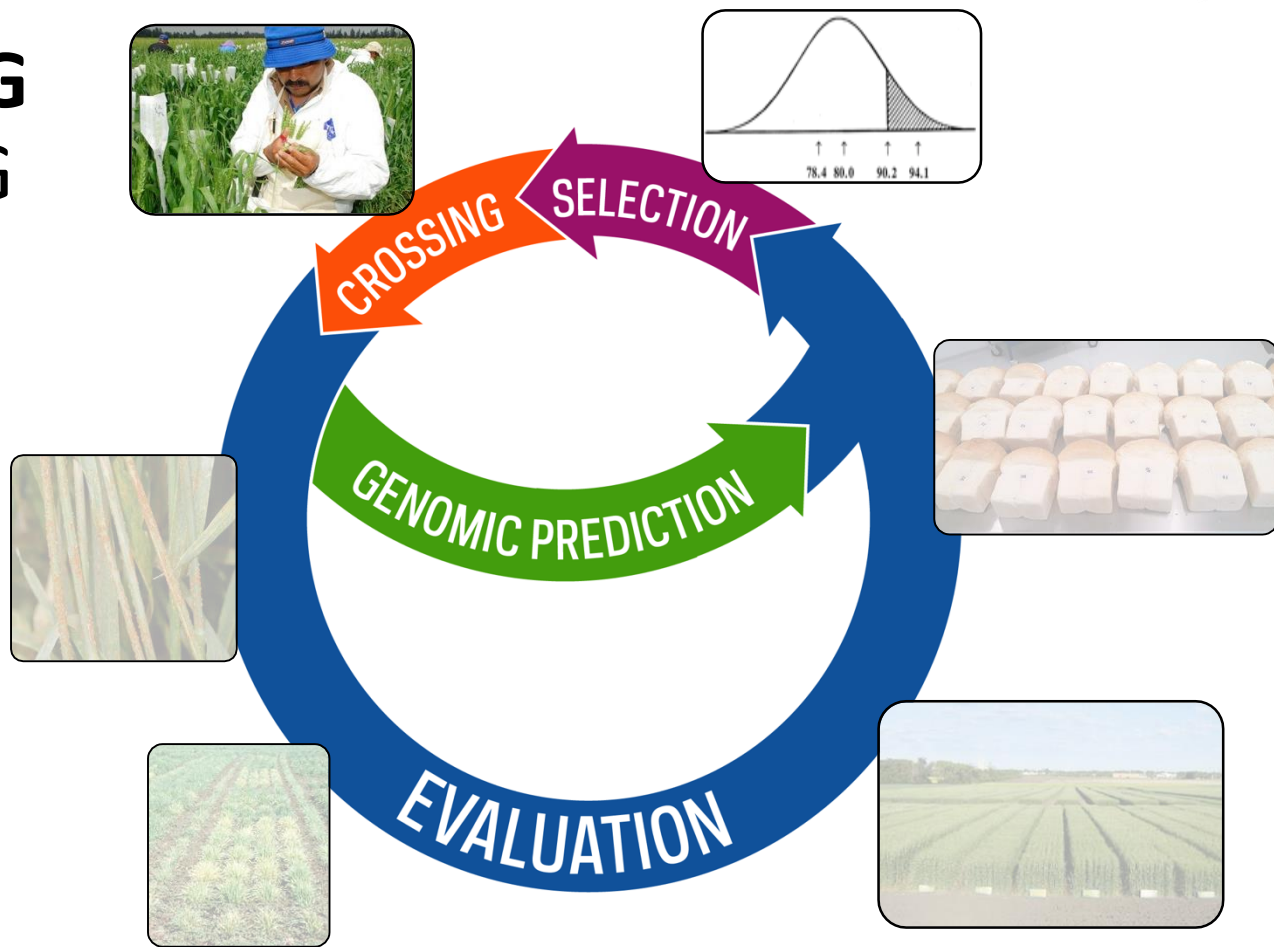 G
G
78.4 80.0 90.2 94.1
SELECTION
CROSSING
GENOMIC PREDICTION
EVALUATION